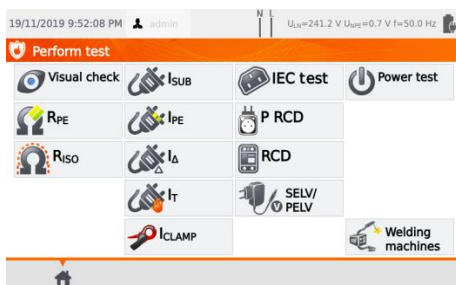 N L
19/11/2019 9:52:08 PM admin ULN=241.2 V UNPE=0.7 V f=50.0 Hz
Perform test
Visual check ISUB IEC test Power test
RPE IPE P RCD
RISO IΔ RCD
IT SELV/
PELV
ICLAMP Welding
machines